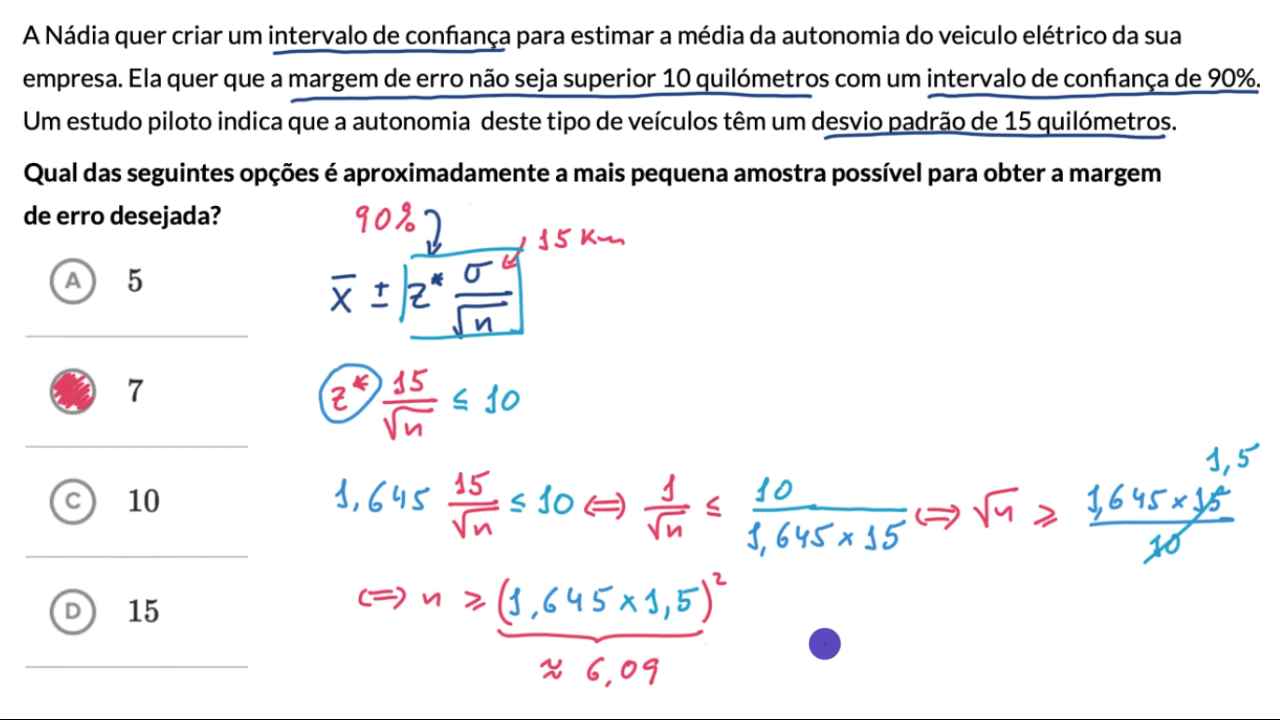 A Nádia quer criar um intervalo de confiança para estimar a média da autonomia do veiculo elétrico da sua
empresa. Ela quer que a margem de erro não seja superior 10 quilómetros com um intervalo de confiança de 90%.
Um estudo piloto indica que a autonomia deste tipo de veículos têm um desvio padrão de 15 quilómetros.
Qual das seguintes opções é aproximadamente a mais pequena amostra possível para obter a margem
de erro desejada?
90%
15 Km
A 5
x̄ ± z* σ/√n
7
z* 15/√n ≤ 10
C 10
1,645 15/√n ≤ 10 ⇔ 1/√n ≤ 10/1,645 × 15 ⇔ √n ≥ 1,645 × 15/10
1,5
D 15
⇔ n ≥ (1,645 × 1,5)²
≈ 6,09